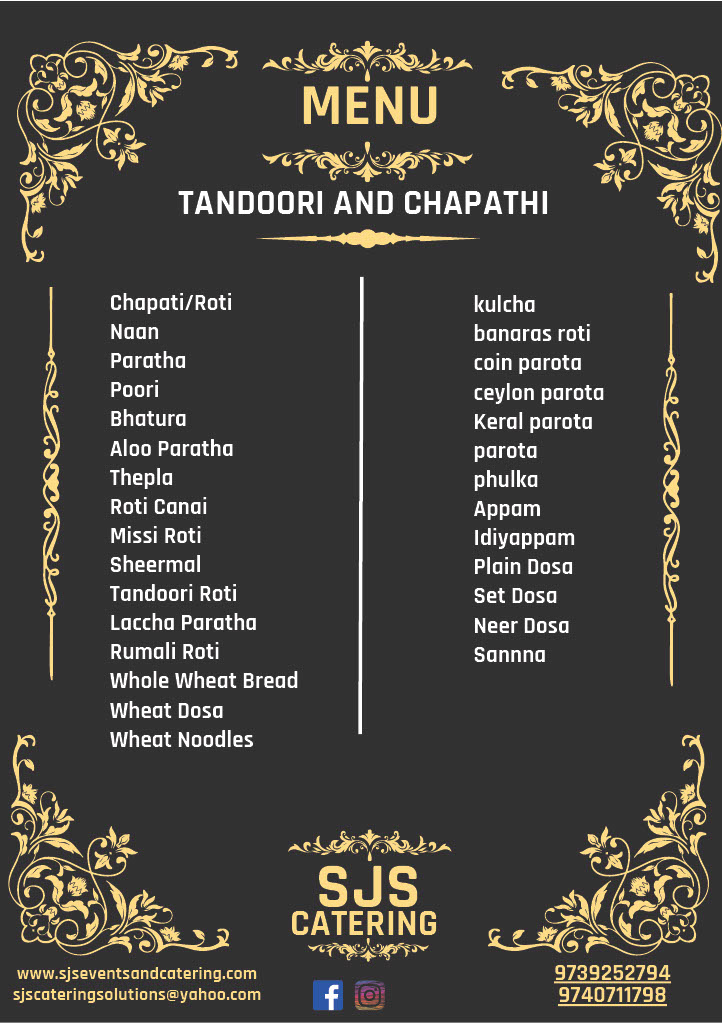 MENU
TANDOORI AND CHAPATHI
Chapati/Roti
Naan
Paratha
Poori
Bhatura
Aloo Paratha
Thepla
Roti Canai
Missi Roti
Sheermal
Tandoori Roti
Laccha Paratha
Rumali Roti
Whole Wheat Bread
Wheat Dosa
Wheat Noodles
kulcha
banaras roti
coin parota
ceylon parota
Keral parota
parota
phulka
Appam
Idiyappam
Plain Dosa
Set Dosa
Neer Dosa
Sannna
SJS
CATERING
www.sjseventsandcatering.com
sjscateringsolutions@yahoo.com
9739252794
9740711798